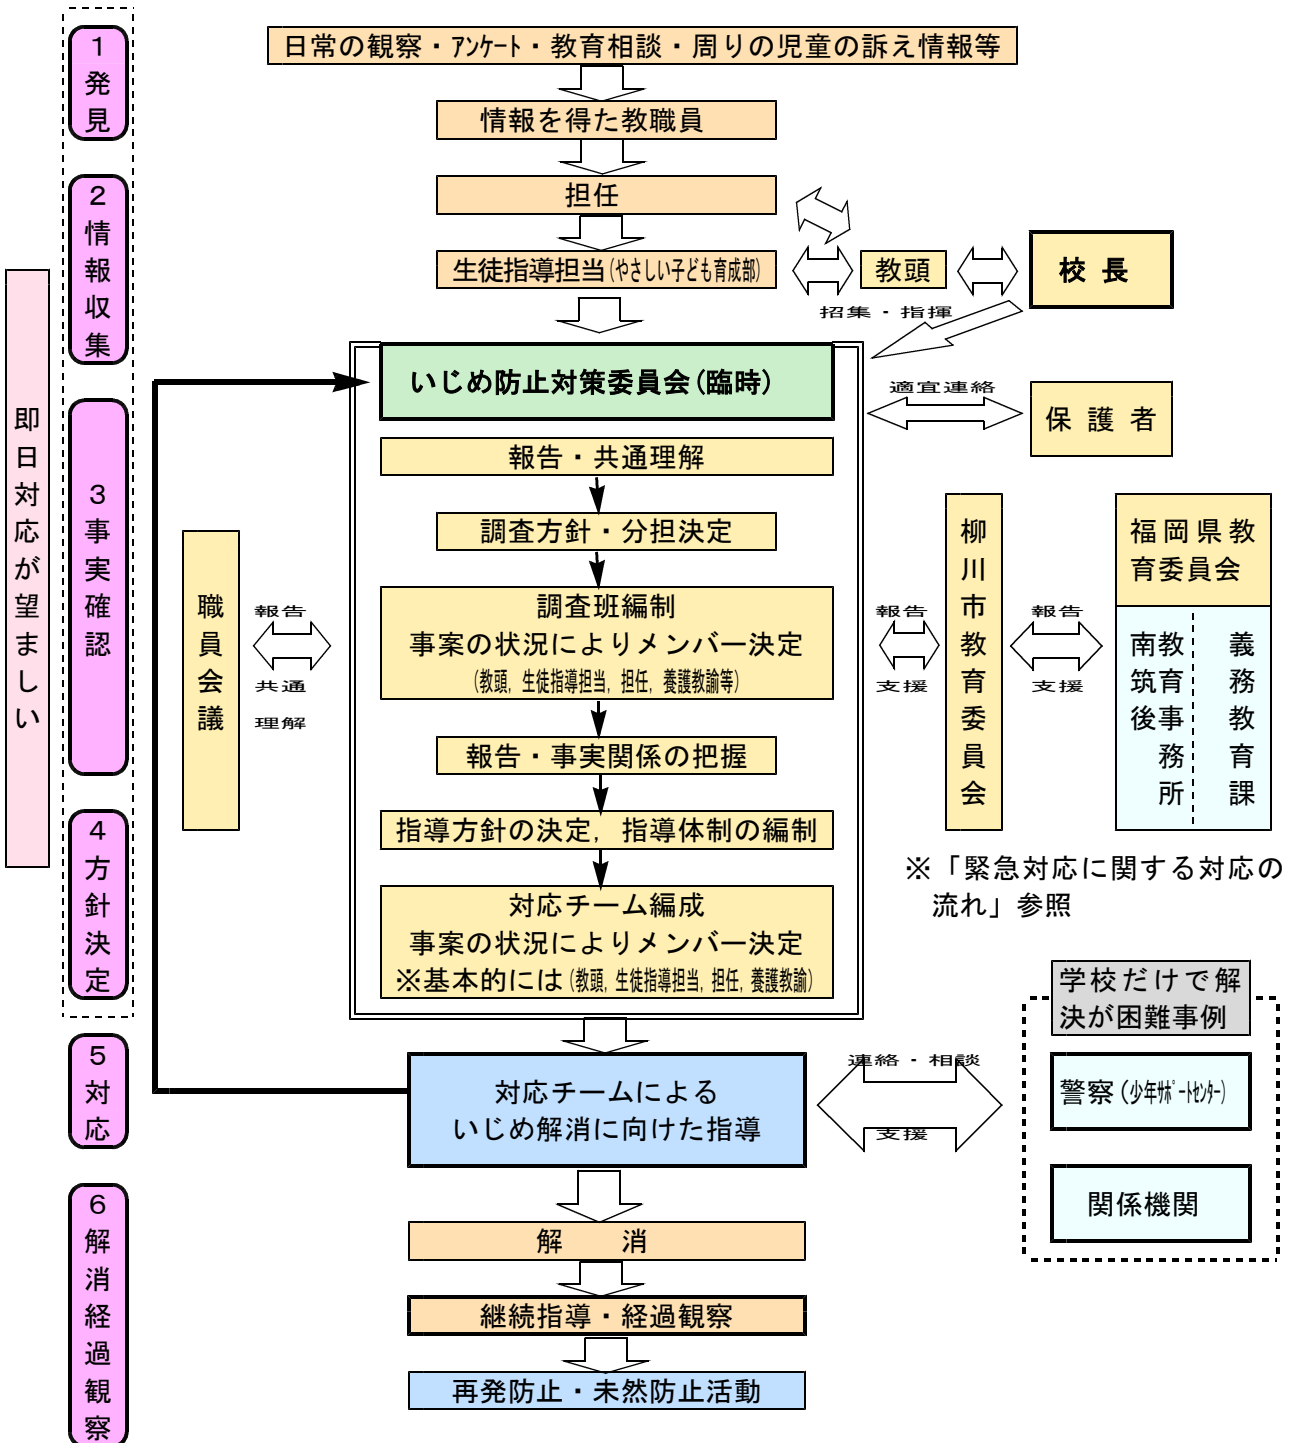 1 発見
日常の観察・アンケート・教育相談・周りの児童の訴え情報等
情報を得た教職員
2 情報収集
担任
生徒指導担当(やさしい子ども育成部)
教頭
校 長
招集・指揮
即日対応が望ましい
いじめ防止対策委員会(臨時)
適宜連絡
保 護 者
3 事実確認
報告・共通理解
調査方針・分担決定
調査班編制
事案の状況によりメンバー決定
(教頭,生徒指導担当,担任,養護教諭等)
報告・事実関係の把握
職員会議
報告
共通
理解
報告
支援
柳川市教育委員会
報告
支援
福岡県教
育委員会
南筑後
教育事務所
義務教育課
4 方針決定
指導方針の決定,指導体制の編制
対応チーム編成
事案の状況によりメンバー決定
※基本的には(教頭,生徒指導担当,担任,養護教諭)
※「緊急対応に関する対応の
流れ」参照
学校だけで解
決が困難事例
5 対応
対応チームによる
いじめ解消に向けた指導
連絡・相談
支援
警察(少年サポートセンター)
関係機関
6 解消経過観察
解 消
継続指導・経過観察
再発防止・未然防止活動